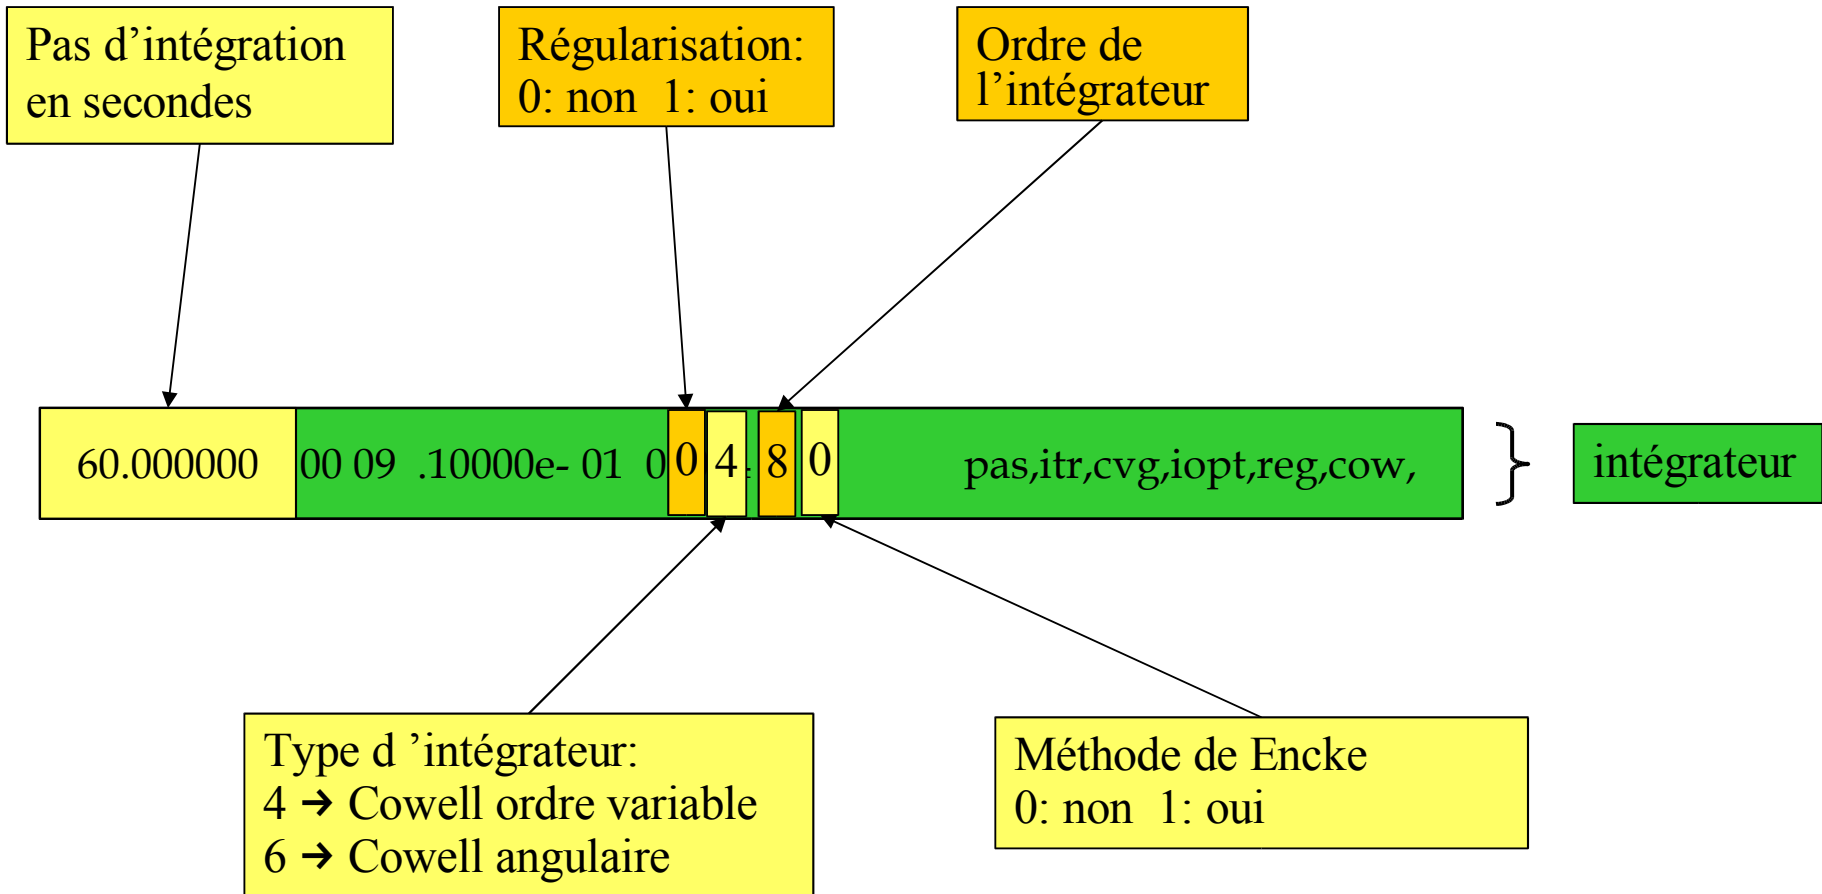 Pas d’intégration
en secondes
Régularisation:
0: non 1: oui
Ordre de
l’intégrateur
60.000000 00 09 .10000e- 01 0 0 4 8 0 pas,itr,cvg,iopt,reg,cow,
intégrateur
Type d ’intégrateur:
4 → Cowell ordre variable
6 → Cowell angulaire
Méthode de Encke
0: non 1: oui